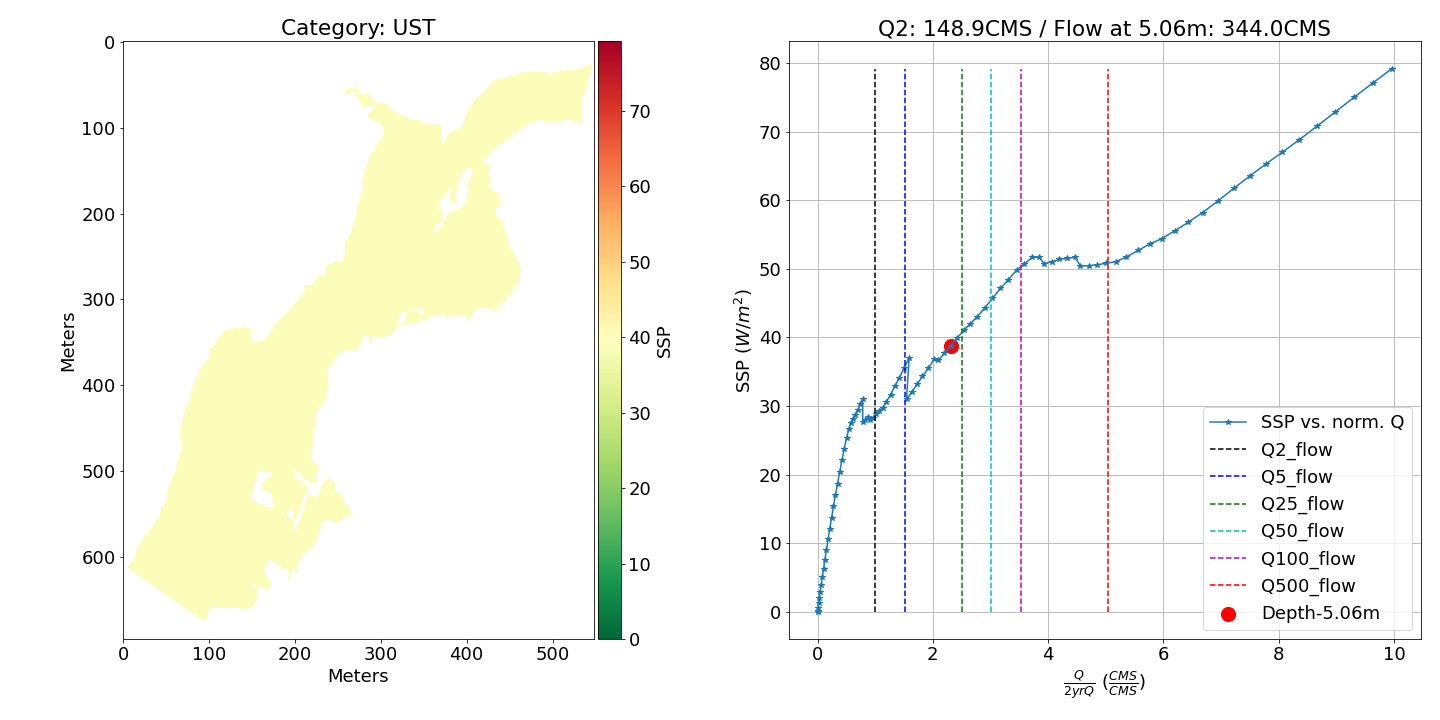 Category: UST
0
100
200
300
400
500
600
Meters
0 100 200 300 400 500
Meters
70
60
50
40
30
20
10
0
SSP
Q2: 148.9CMS / Flow at 5.06m: 344.0CMS
80
70
60
50
40
30
20
10
0
SSP (W/m²)
0 2 4 6 8 10
Q/2yrQ (CMS/CMS)
SSP vs. norm. Q
Q2_flow
Q5_flow
Q25_flow
Q50_flow
Q100_flow
Q500_flow
Depth-5.06m